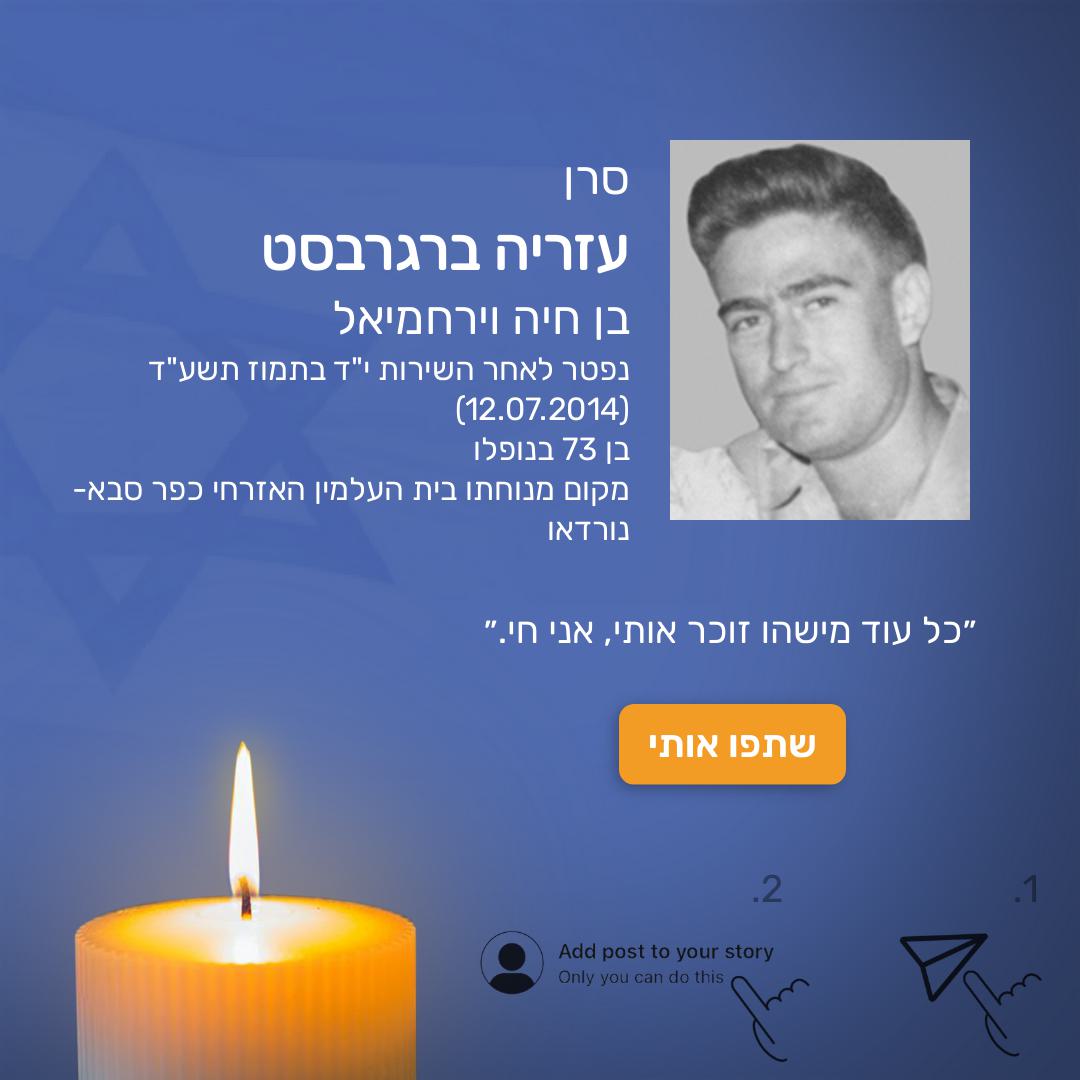 סרן
עזריה ברגרבסט
בן חיה וירחמיאל
נפטר לאחר השירות י"ד בתמוז תשע"ד
(12.07.2014)
בן 73 בנופלו
מקום מנוחתו בית העלמין האזרחי כפר סבא-
נורדאו
״כל עוד מישהו זוכר אותי, אני חי.״
שתפו אותי
.1
.2
Add post to your story
Only you can do this